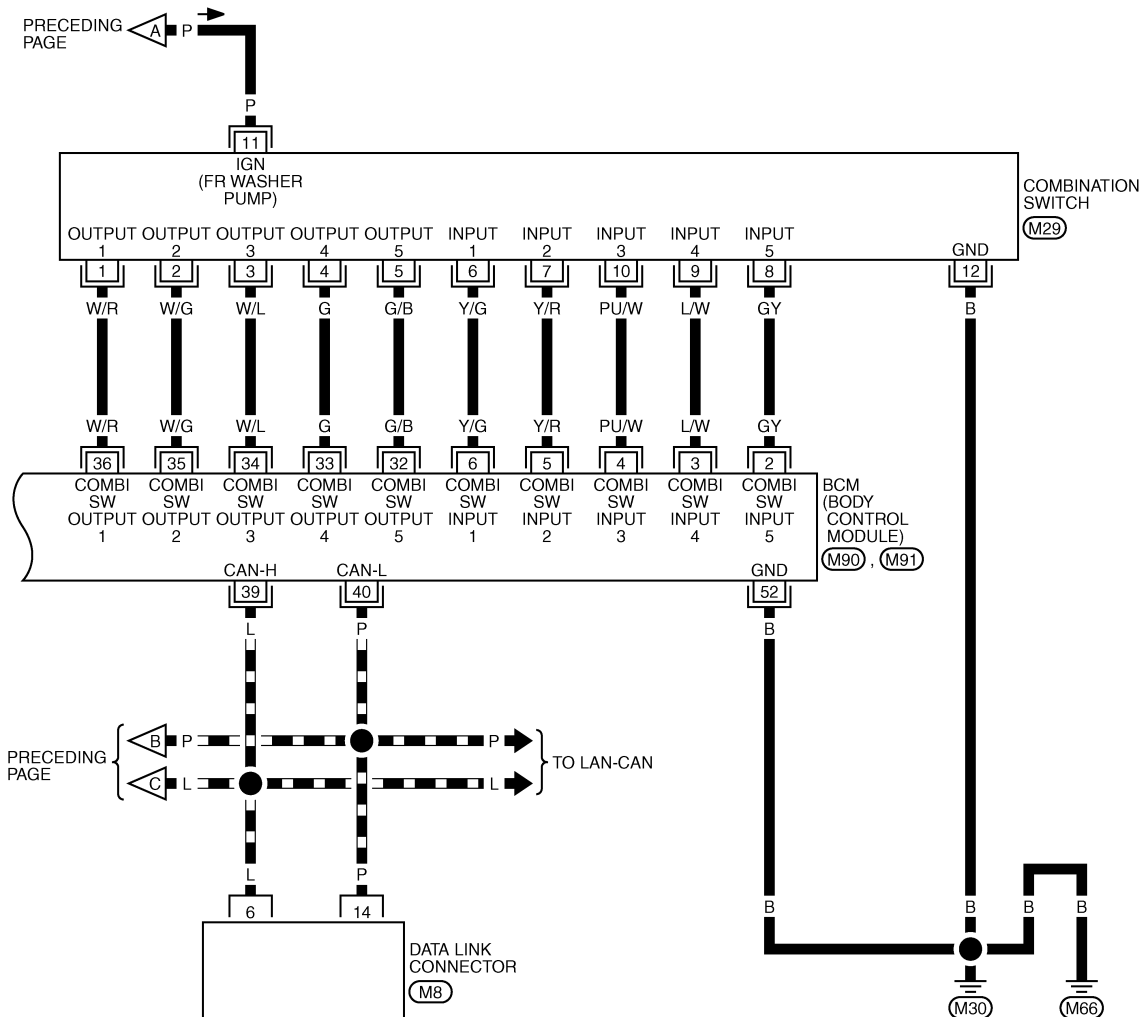 PRECEDING
PAGE
A P
P
11
IGN
(FR WASHER
PUMP)
COMBINATION
SWITCH
M29
OUTPUT OUTPUT OUTPUT OUTPUT OUTPUT INPUT INPUT INPUT INPUT INPUT
1 2 3 4 5 1 2 3 4 5 GND
1 2 3 4 5 6 7 10 9 8 12
W/R W/G W/L G G/B Y/G Y/R PU/W L/W GY B
W/R W/G W/L G G/B Y/G Y/R PU/W L/W GY
36 35 34 33 32 6 5 4 3 2
COMBI COMBI COMBI COMBI COMBI COMBI COMBI COMBI COMBI COMBI
SW SW SW SW SW SW SW SW SW SW
OUTPUT OUTPUT OUTPUT OUTPUT OUTPUT INPUT INPUT INPUT INPUT INPUT
1 2 3 4 5 1 2 3 4 5
BCM
(BODY
CONTROL
MODULE)
M90 , M91
CAN-H CAN-L GND
39 40 52
L P B
PRECEDING
PAGE
B P P
C L L
TO LAN-CAN
L P
6 14
DATA LINK
CONNECTOR
M8
B B B B
M30 M66